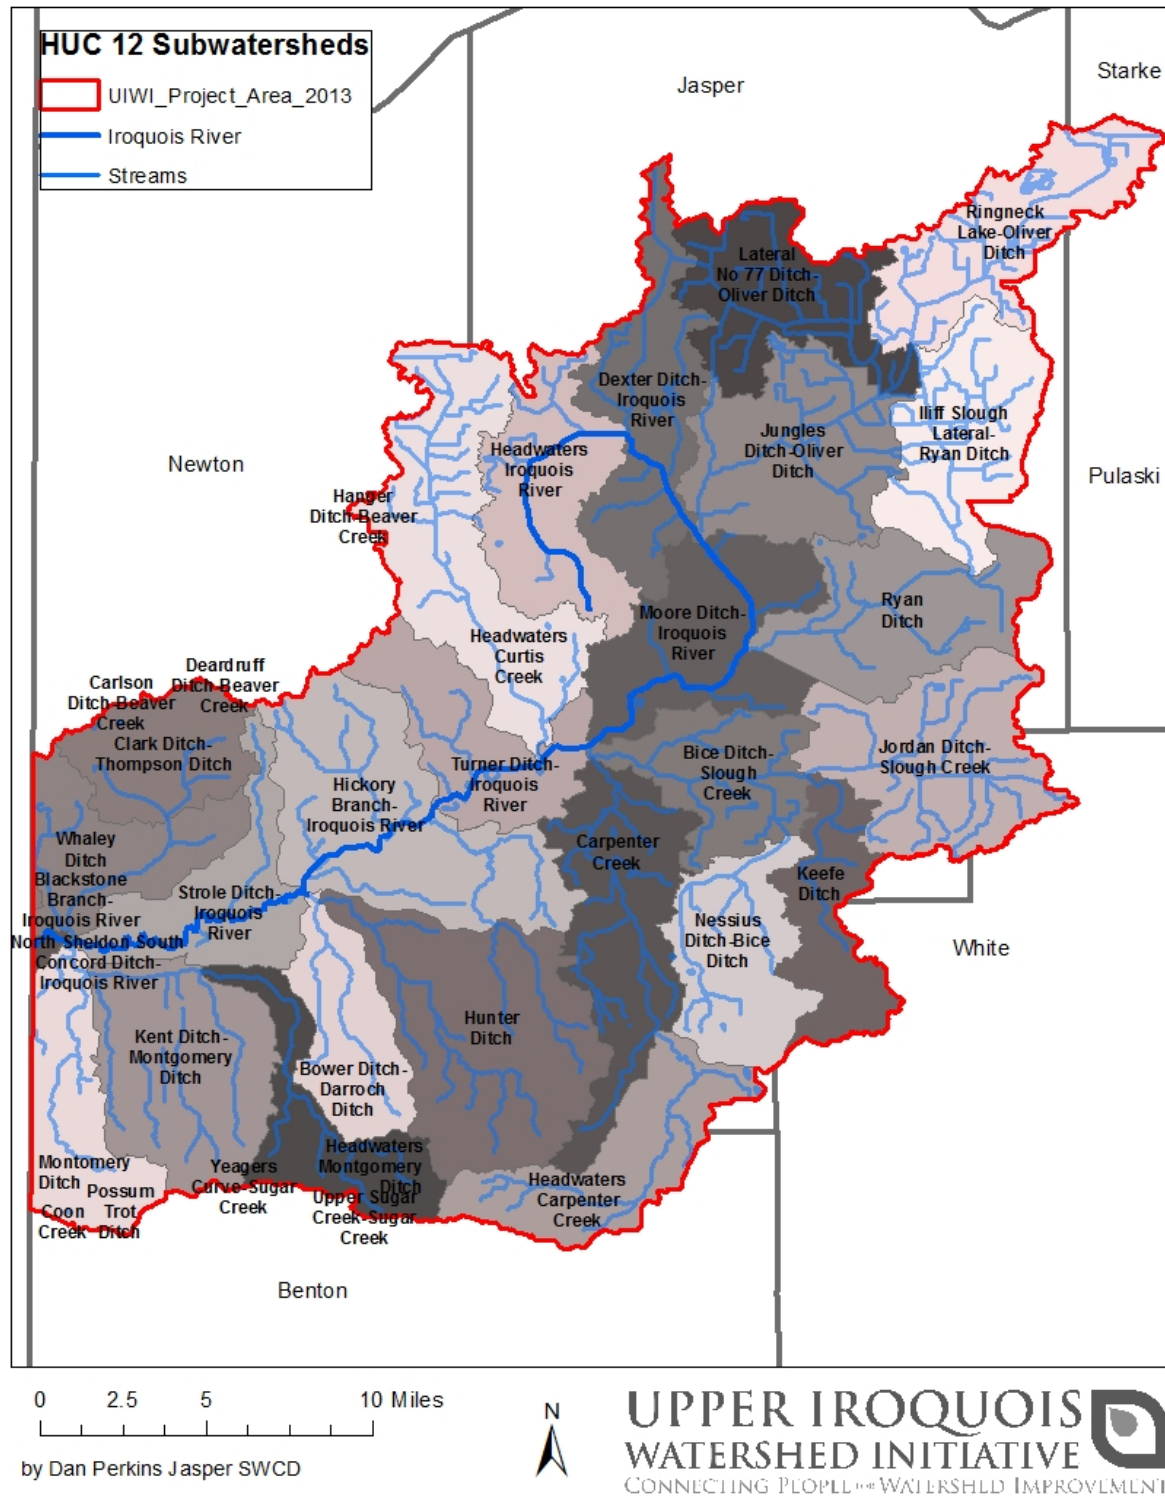 HUC 12 Subwatersheds
UIWI_Project_Area_2013
Iroquois River
Streams
Jasper
Starke
Ringneck
Lake-Oliver
Ditch
Lateral
No 77 Ditch-
Oliver Ditch
Dexter Ditch-
Iroquois
River
Iliff Slough
Lateral-
Ryan Ditch
Jungles
Ditch-Oliver
Ditch
Headwaters
Iroquois
River
Newton
Pulaski
Hanger
Ditch-Beaver
Creek
Ryan
Ditch
Moore Ditch-
Iroquois
River
Headwaters
Curtis
Creek
Deardruff
Ditch-Beaver
Creek
Carlson
Ditch-Beaver
Creek
Clark Ditch-
Thompson Ditch
Turner Ditch-
Iroquois
River
Bice Ditch-
Slough
Creek
Jordan Ditch-
Slough Creek
Hickory
Branch-
Iroquois River
Whaley
Ditch
Blackstone
Branch-
Iroquois River
Carpenter
Creek
Keefe
Ditch
Strole Ditch-
Iroquois
River
Nessius
Ditch-Bice
Ditch
North Sheldon South
Concord Ditch-
Iroquois River
White
Hunter
Ditch
Kent Ditch-
Montgomery
Ditch
Bower Ditch-
Darroch
Ditch
Montomery
Ditch
Possum
Trot
Ditch
Coon
Creek
Yeagers
Curve-Sugar
Creek
Headwaters
Montgomery
Ditch
Upper Sugar
Creek-Sugar
Creek
Headwaters
Carpenter
Creek
Benton
0 2.5 5 10 Miles
by Dan Perkins Jasper SWCD
N
UPPER IROQUOIS
WATERSHED INITIATIVE
CONNECTING PEOPLE FOR WATERSHED IMPROVEMENT